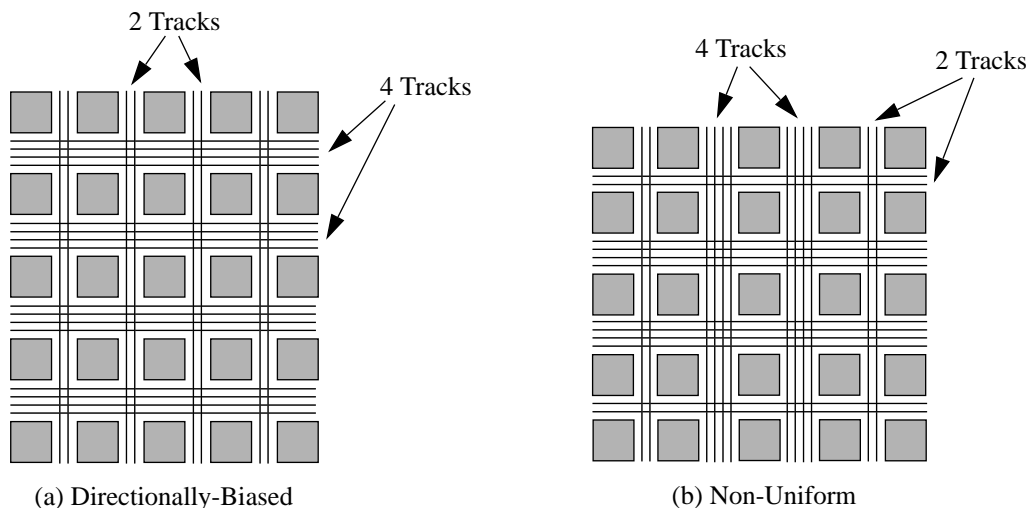 2 Tracks
4 Tracks
(a) Directionally-Biased
4 Tracks
2 Tracks
(b) Non-Uniform